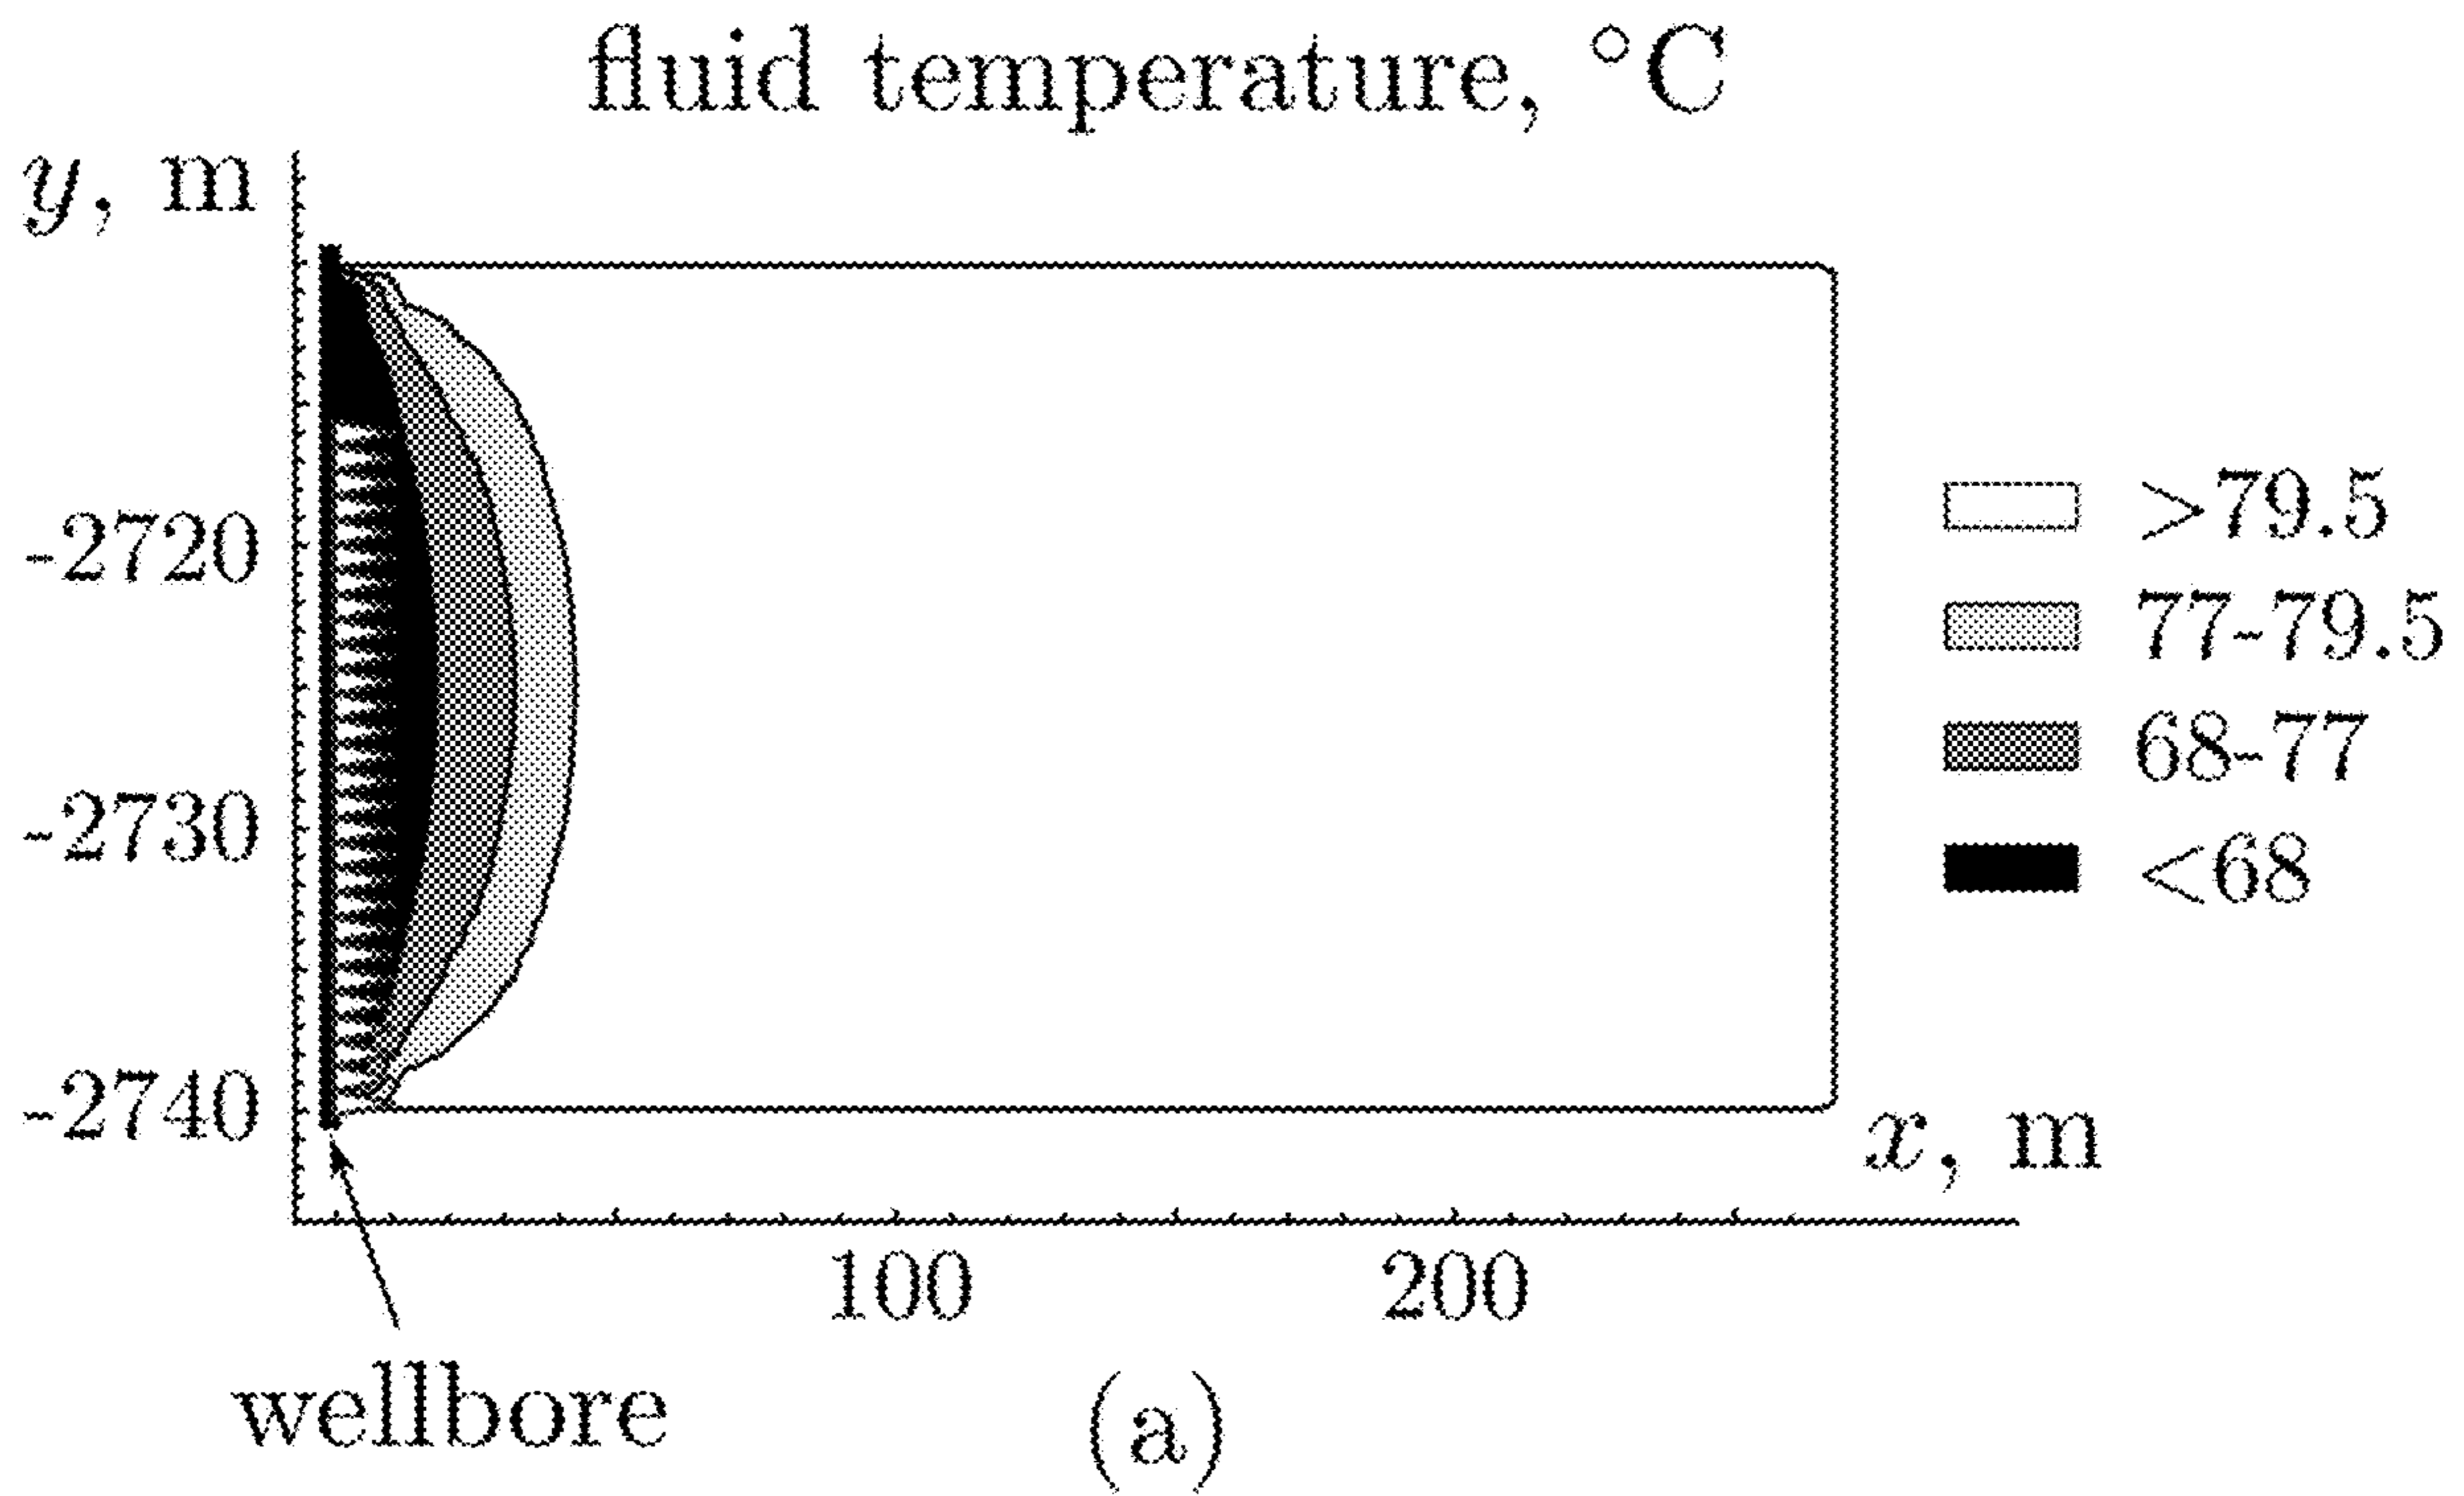 fluid temperature, °C
y, m
-2720
-2730
-2740
>79.5
77-79.5
68-77
<68
x, m
100
200
wellbore
(a)